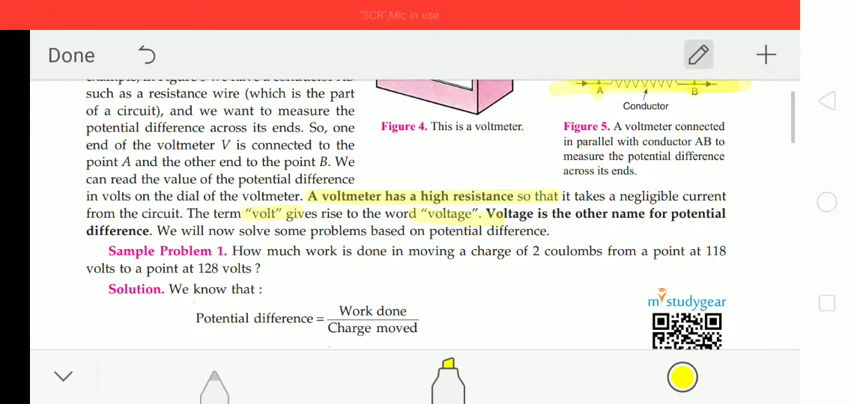 "SCR".Mic in use
Done
such as a resistance wire (which is the part
of a circuit), and we want to measure the
potential difference across its ends. So, one
end of the voltmeter V is connected to the
point A and the other end to the point B. We
can read the value of the potential difference
in volts on the dial of the voltmeter. A voltmeter has a high resistance so that it takes a negligible current
from the circuit. The term “volt” gives rise to the word “voltage”. Voltage is the other name for potential
difference. We will now solve some problems based on potential difference.
Figure 4. This is a voltmeter.
A B
Conductor
Figure 5. A voltmeter connected
in parallel with conductor AB to
measure the potential difference
across its ends.
Sample Problem 1. How much work is done in moving a charge of 2 coulombs from a point at 118
volts to a point at 128 volts ?
Solution. We know that :
Potential difference = Work done
Charge moved
mystudygear